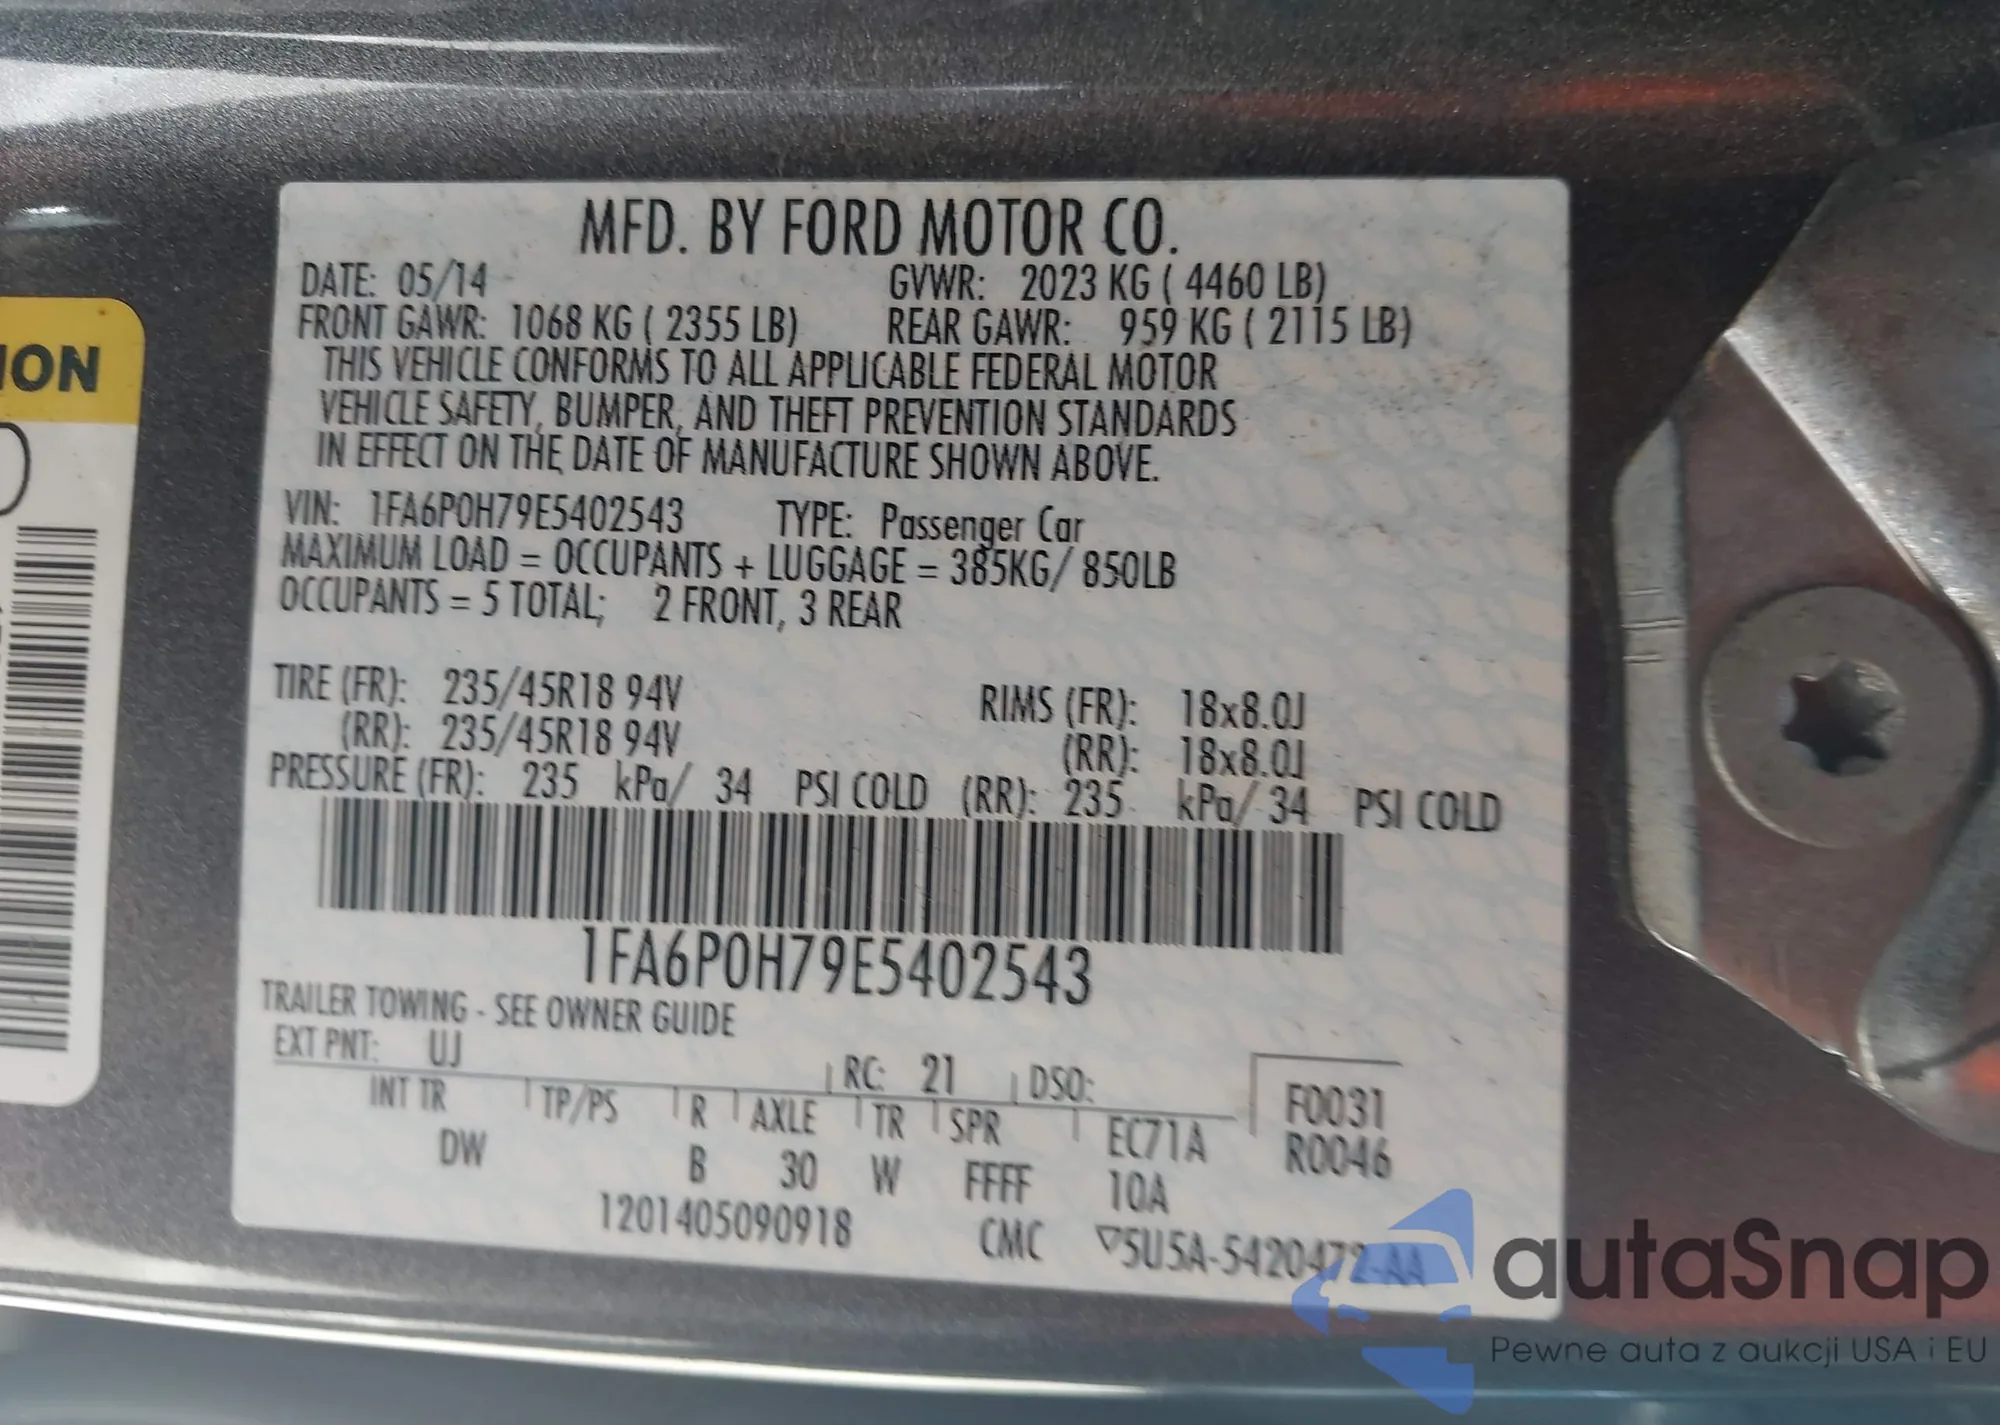 MFD. BY FORD MOTOR CO.
DATE: 05/14 GVWR: 2023 KG ( 4460 LB)
FRONT GAWR: 1068 KG ( 2355 LB) REAR GAWR: 959 KG ( 2115 LB)
THIS VEHICLE CONFORMS TO ALL APPLICABLE FEDERAL MOTOR
VEHICLE SAFETY, BUMPER, AND THEFT PREVENTION STANDARDS
IN EFFECT ON THE DATE OF MANUFACTURE SHOWN ABOVE.
VIN: 1FA6P0H79E5402543 TYPE: Passenger Car
MAXIMUM LOAD = OCCUPANTS + LUGGAGE = 385KG/ 850LB
OCCUPANTS = 5 TOTAL; 2 FRONT, 3 REAR
TIRE (FR): 235/45R18 94V RIMS (FR): 18x8.0J
(RR): 235/45R18 94V (RR): 18x8.0J
PRESSURE (FR): 235 kPa/ 34 PSI COLD (RR): 235 kPa/ 34 PSI COLD
1FA6P0H79E5402543
TRAILER TOWING - SEE OWNER GUIDE
EXT PNT: UJ RC: 21 DSO: F0031
INT TR TP/PS R AXLE TR SPR EC71A R0046
DW B 30 W FFFF 10A
1201405090918 CMC ▽5U5A-5420472-AA
ION
autaSnap
Pewne auta z aukcji USA i EU